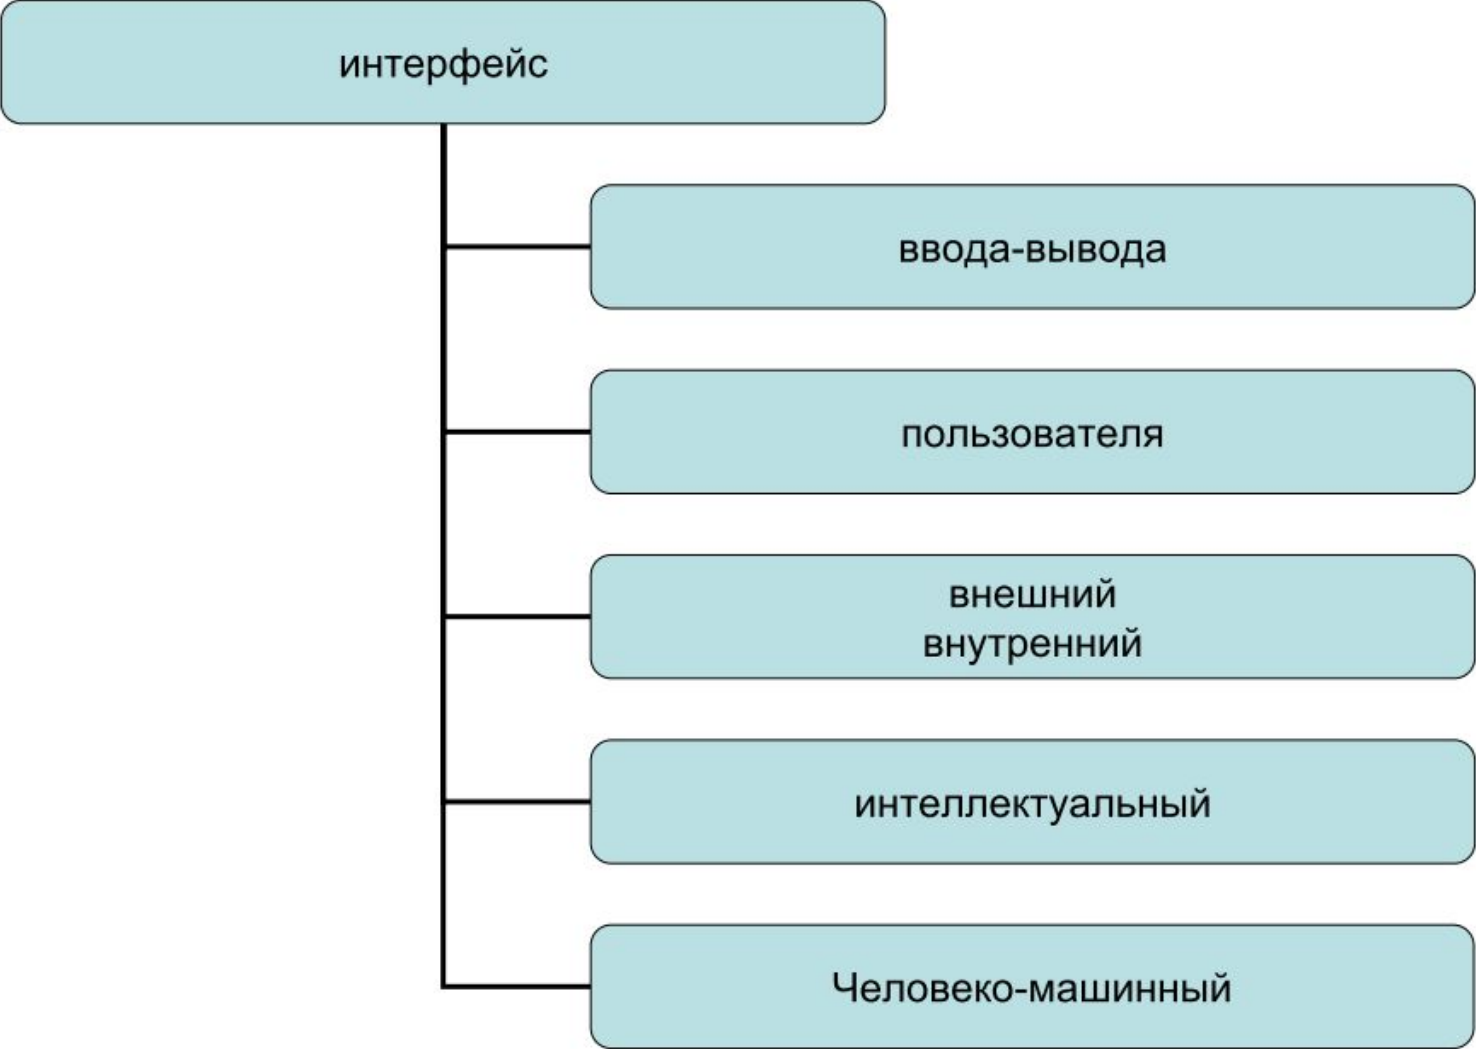 интерфейс
ввода-вывода
пользователя
внешний
внутренний
интеллектуальный
Человеко-машинный